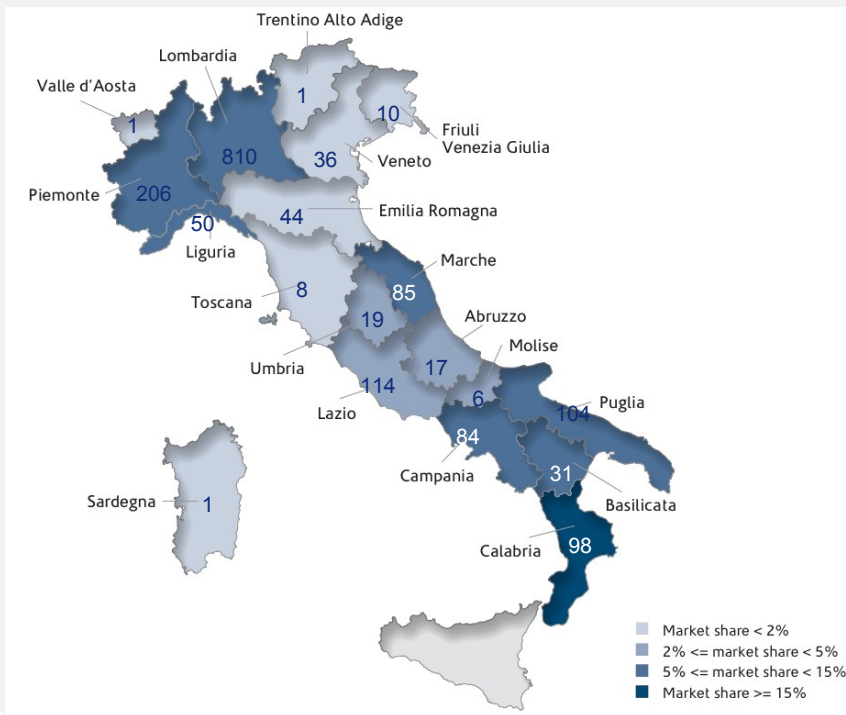 Trentino Alto Adige
Lombardia
Valle d'Aosta
1
10
1
Friuli
Venezia Giulia
810
36
Veneto
Piemonte
206
Emilia Romagna
44
50
Liguria
Marche
85
8
Toscana
19
Abruzzo
Umbria
Molise
17
114
6
Puglia
104
Lazio
84
Campania
31
Sardegna
1
Basilicata
98
Calabria
Market share < 2%
2% <= market share < 5%
5% <= market share < 15%
Market share >= 15%